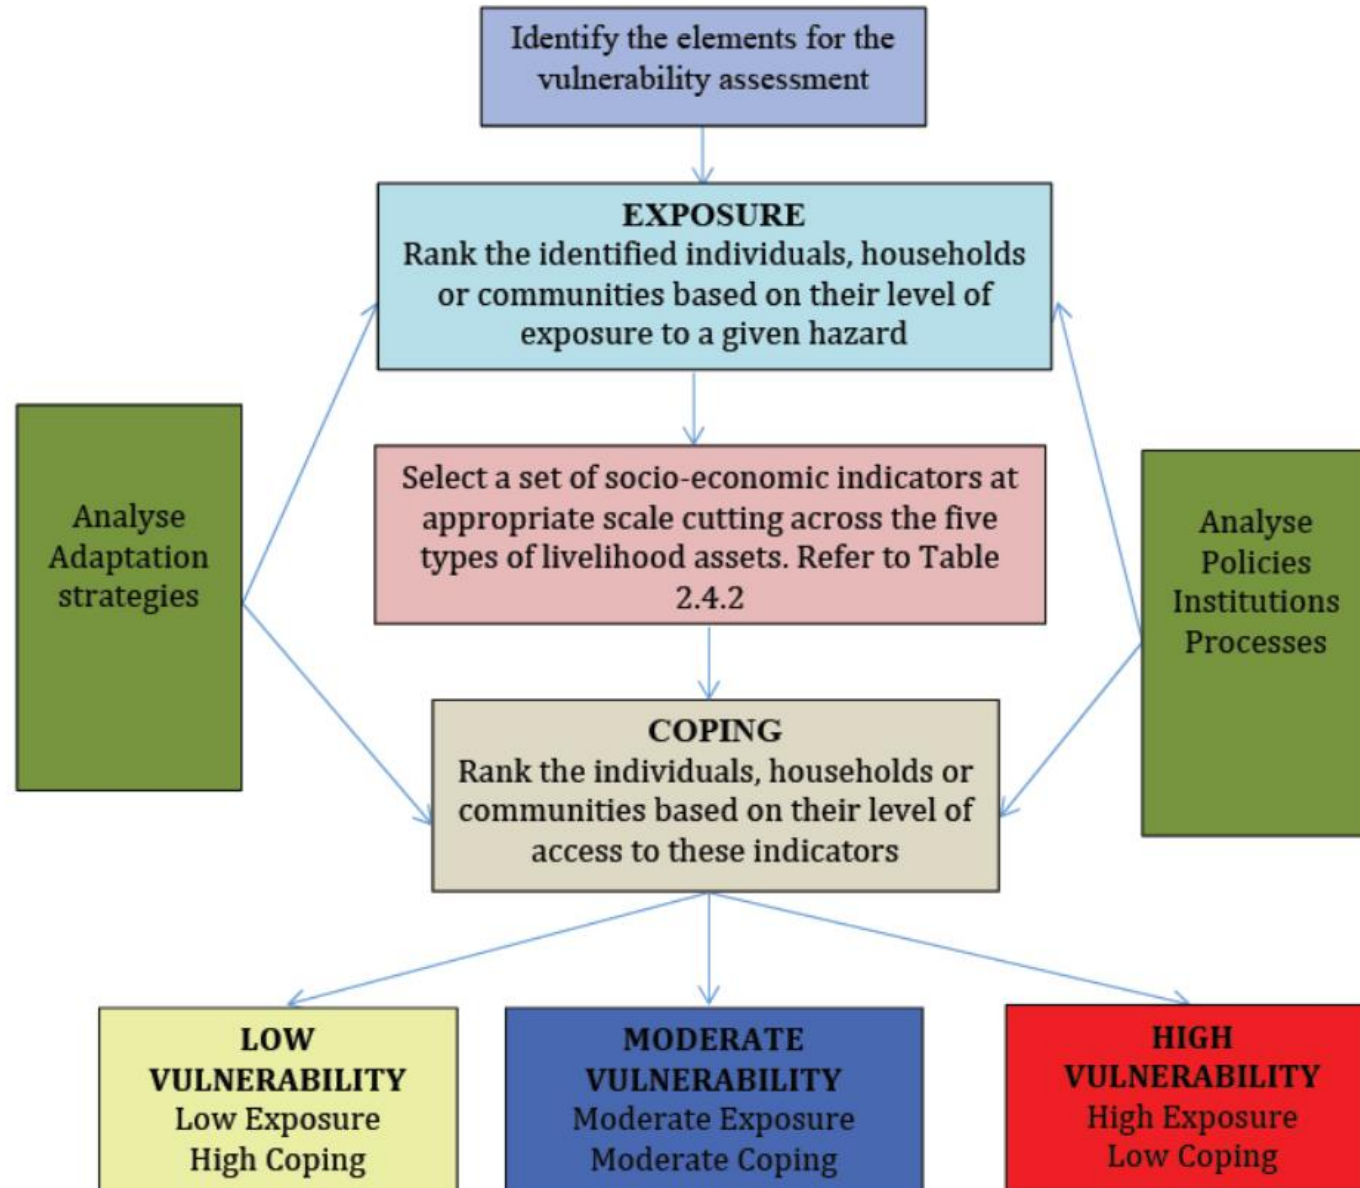 Identify the elements for the
vulnerability assessment
EXPOSURE
Rank the identified individuals, households
or communities based on their level of
exposure to a given hazard
Analyse
Adaptation
strategies
Select a set of socio-economic indicators at
appropriate scale cutting across the five
types of livelihood assets. Refer to Table
2.4.2
Analyse
Policies
Institutions
Processes
COPING
Rank the individuals, households or
communities based on their level of
access to these indicators
LOW
VULNERABILITY
Low Exposure
High Coping
MODERATE
VULNERABILITY
Moderate Exposure
Moderate Coping
HIGH
VULNERABILITY
High Exposure
Low Coping